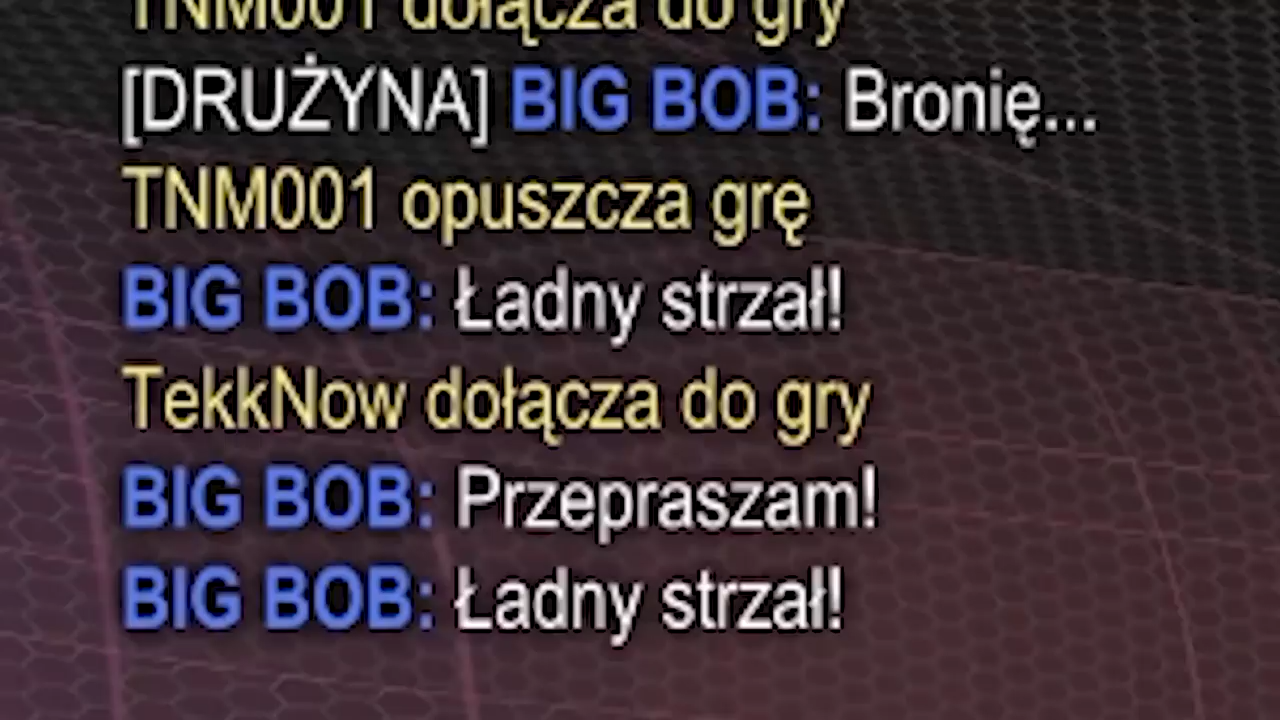 TNM001 dołącza do gry
[DRUŻYNA] BIG BOB: Bronię...
TNM001 opuszcza grę
BIG BOB: Ładny strzał!
TekkNow dołącza do gry
BIG BOB: Przepraszam!
BIG BOB: Ładny strzał!